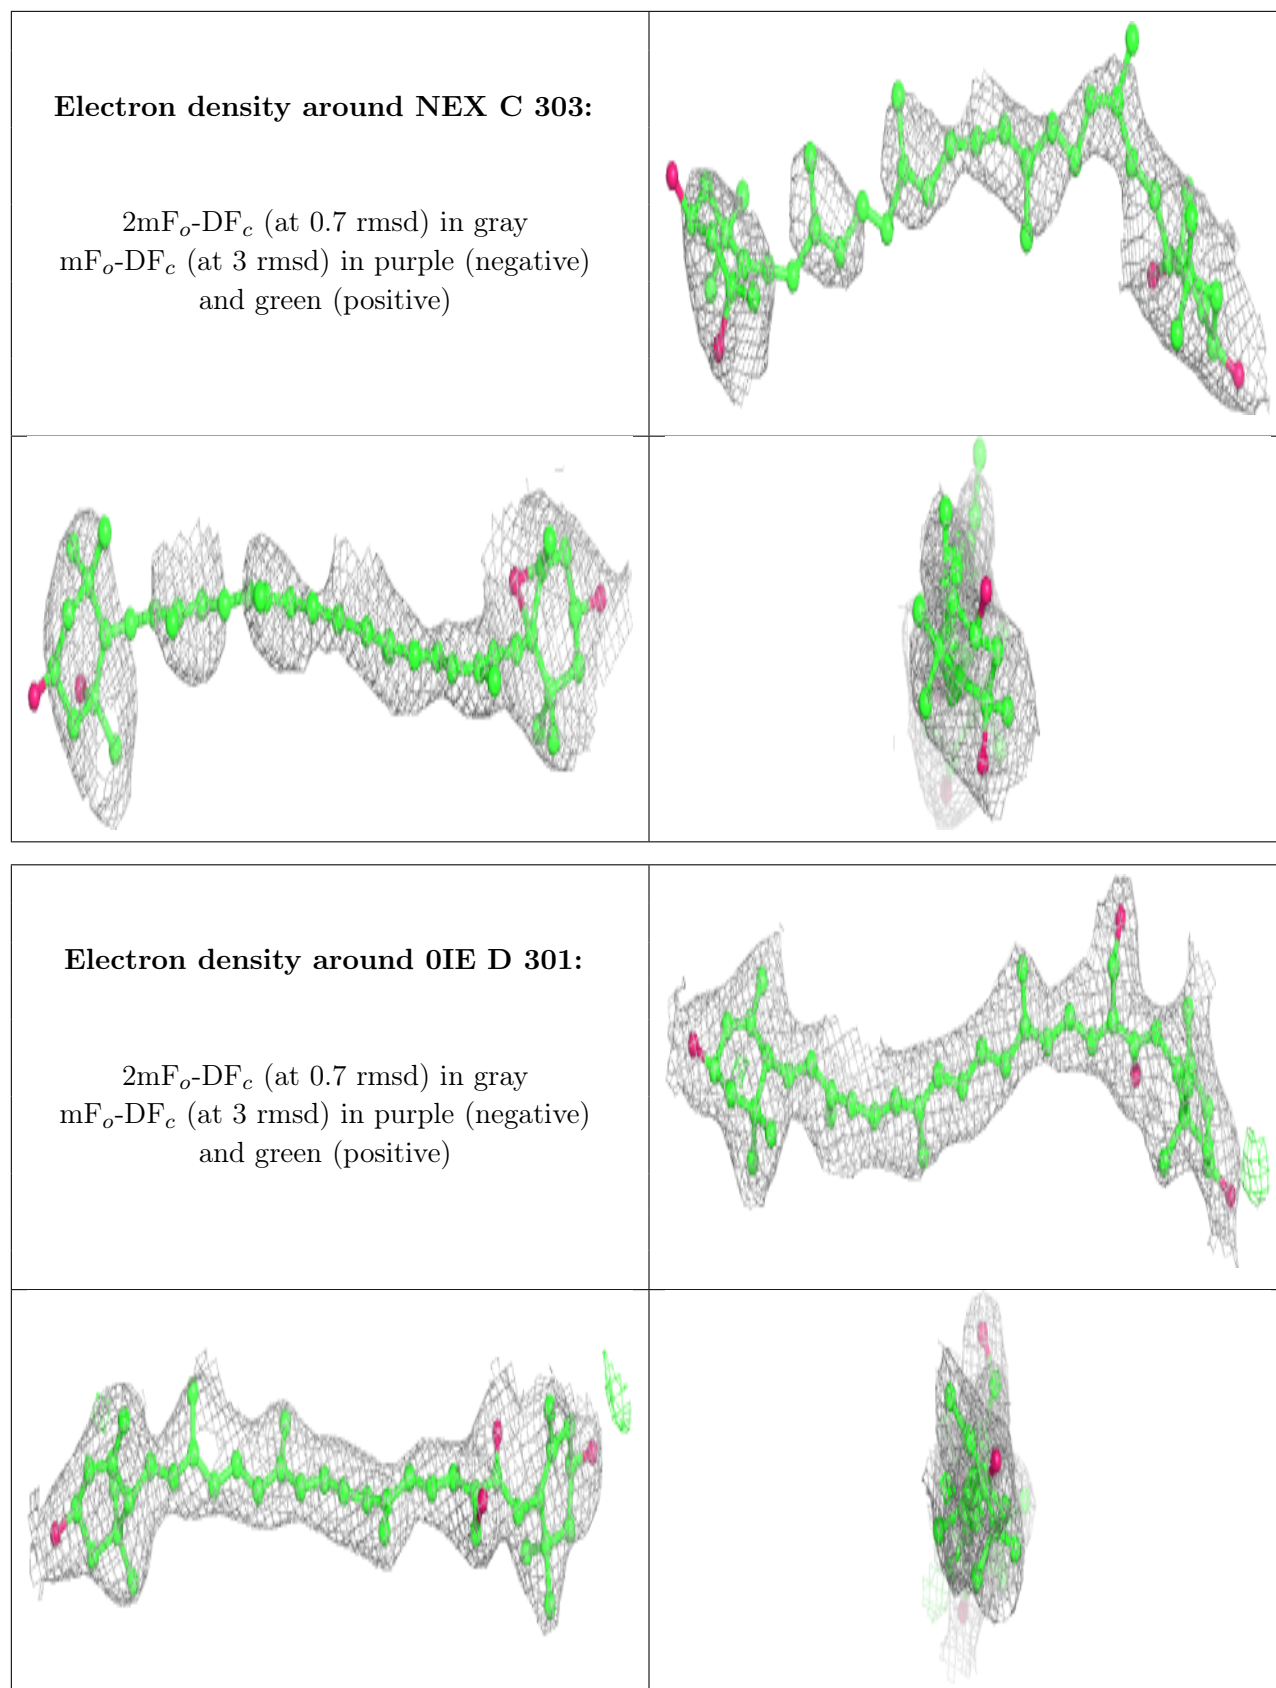 Electron density around NEX C 303:
2mFo-DFc (at 0.7 rmsd) in gray
mFo-DFc (at 3 rmsd) in purple (negative)
and green (positive)
Electron density around 0IE D 301:
2mFo-DFc (at 0.7 rmsd) in gray
mFo-DFc (at 3 rmsd) in purple (negative)
and green (positive)